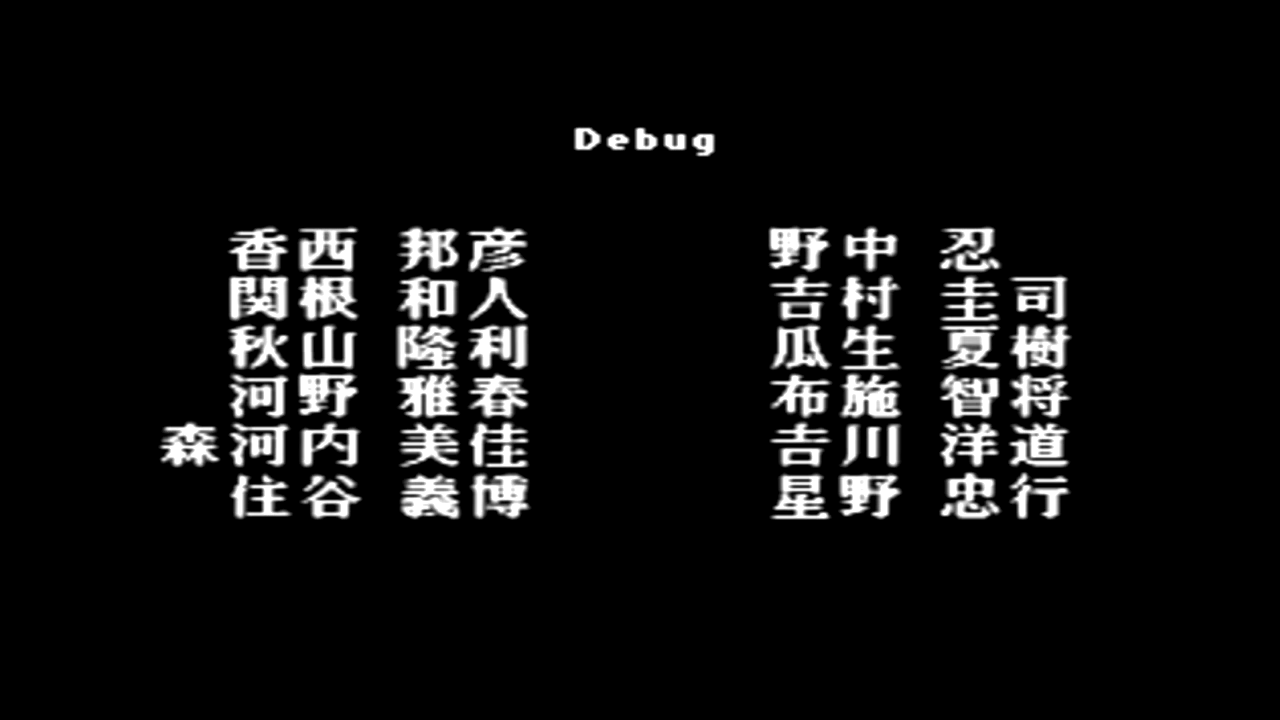 Debug
香西 邦彦 野中 忍
関根 和人 吉村 圭司
秋山 隆利 瓜生 夏樹
河野 雅春 布施 智将
森河内 美佳 吉川 洋道
住谷 義博 星野 忠行